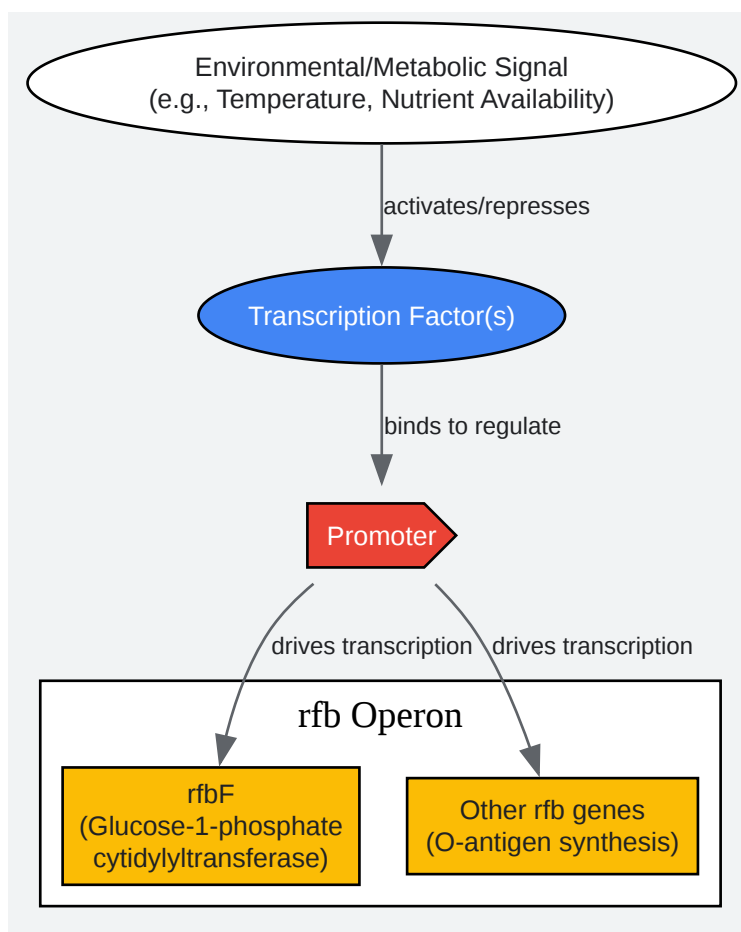 Environmental/Metabolic Signal
(e.g., Temperature, Nutrient Availability)
activates/represses
Transcription Factor(s)
binds to regulate
Promoter
drives transcription
drives transcription
rfb Operon
rfbF
(Glucose-1-phosphate
cytidylyltransferase)
Other rfb genes
(O-antigen synthesis)